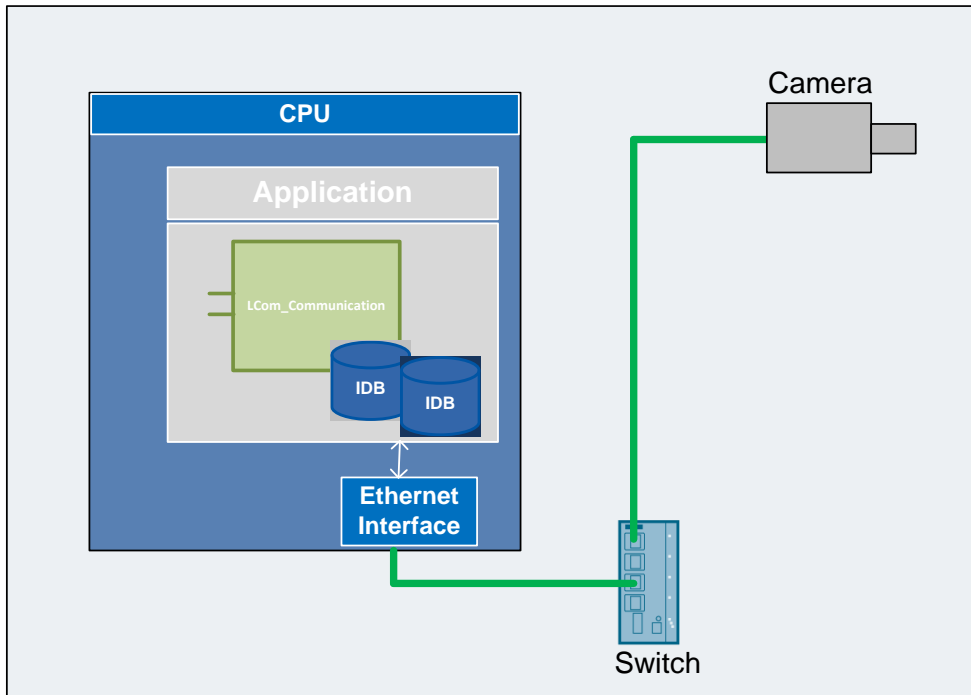 Camera
CPU
Application
LCom_Communication
IDB
IDB
Ethernet
Interface
Switch